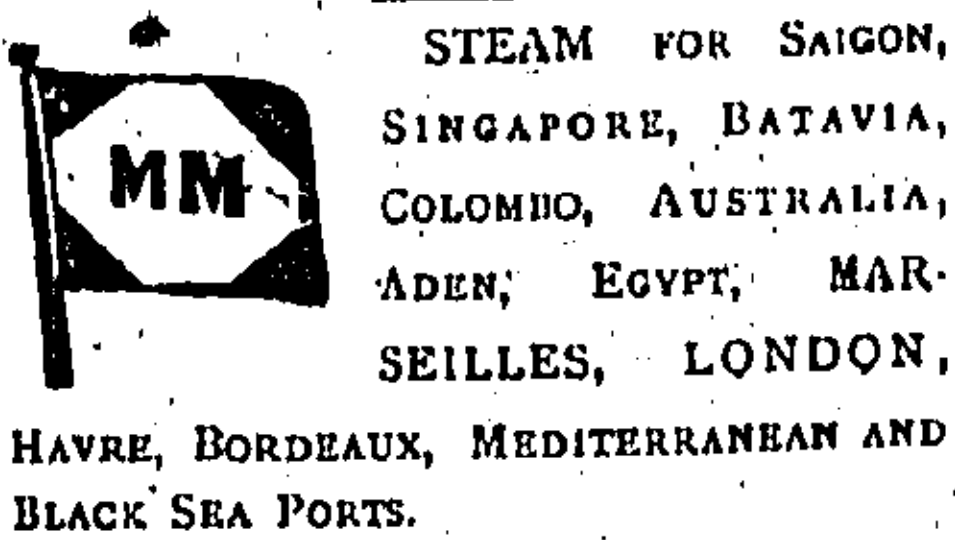 MM
STEAM FOR SAIGON,
SINGAPORE, BATAVIA,
COLOMBO, AUSTRALIA,
ADEN, EGYPT, MAR-
SEILLES, LONDON,
HAVRE, BORDEAUX, MEDITERRANEAN AND
BLACK SEA PORTS.